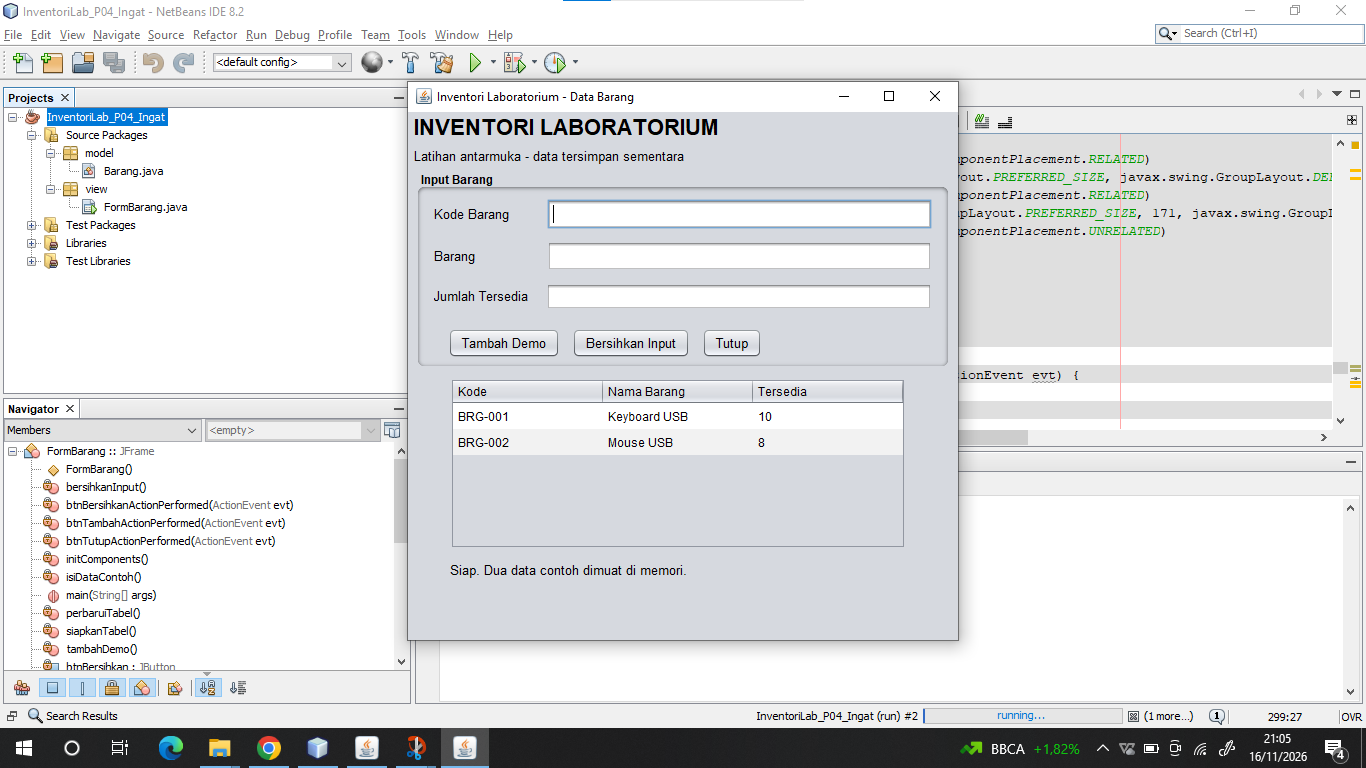 InventoriLab_P04_Ingat - NetBeans IDE 8.2
File Edit View Navigate Source Refactor Run Debug Profile Team Tools Window Help
Search (Ctrl+I)
<default config>
Projects
InventoriLab_P04_Ingat
Source Packages
model
Barang.java
view
FormBarang.java
Test Packages
Libraries
Test Libraries
Navigator
Members
<empty>
FormBarang :: JFrame
FormBarang()
bersihkanInput()
btnBersihkanActionPerformed(ActionEvent evt)
btnTambahActionPerformed(ActionEvent evt)
btnTutupActionPerformed(ActionEvent evt)
initComponents()
isiDataContoh()
main(String[] args)
perbaruiTabel()
siapkanTabel()
tambahDemo()
btnBersihkan : JButton
Inventori Laboratorium - Data Barang
INVENTORI LABORATORIUM
Latihan antarmuka - data tersimpan sementara
Input Barang
Kode Barang
Barang
Jumlah Tersedia
Tambah Demo Bersihkan Input Tutup
Kode Nama Barang Tersedia
BRG-001 Keyboard USB 10
BRG-002 Mouse USB 8
Siap. Dua data contoh dimuat di memori.
ponentPlacement.RELATED)
out.PREFERRED_SIZE, javax.swing.GroupLayout.DE
ponentPlacement.RELATED)
upLayout.PREFERRED_SIZE, 171, javax.swing.Group
ponentPlacement.UNRELATED)
ionEvent evt) {
Search Results
InventoriLab_P04_Ingat (run) #2 running... (1 more...) 1 299:27 OVR
BBCA +1,82%
21:05
16/11/2026
4